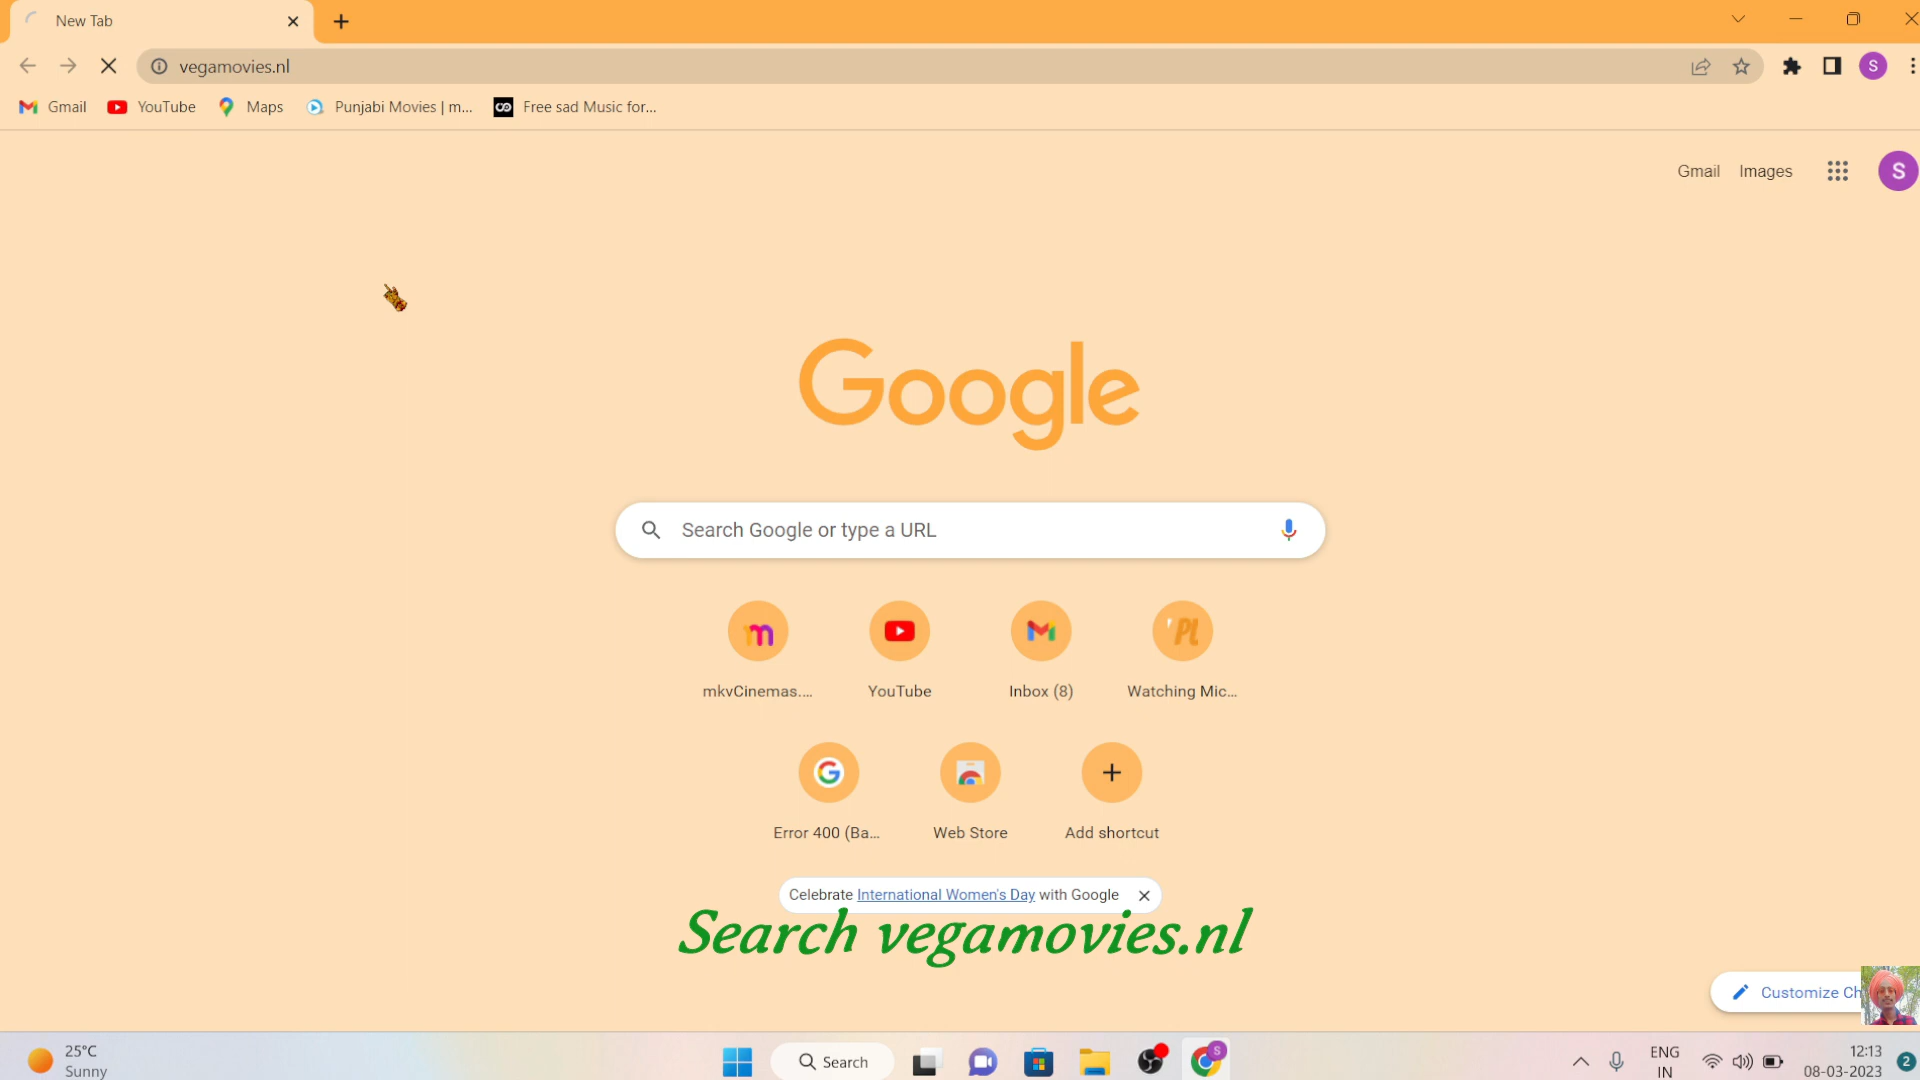 New Tab
vegamovies.nl
S
Gmail YouTube Maps Punjabi Movies | m... Free sad Music for...
Gmail Images S
Google
Search Google or type a URL
m 'Pl
mkvCinemas.... YouTube Inbox (8) Watching Mic...
G
Error 400 (Ba... Web Store Add shortcut
Celebrate International Women's Day with Google
Search vegamovies.nl
Customize Ch
25°C
Sunny
Search
S
ENG
IN
12:13
08-03-2023
2